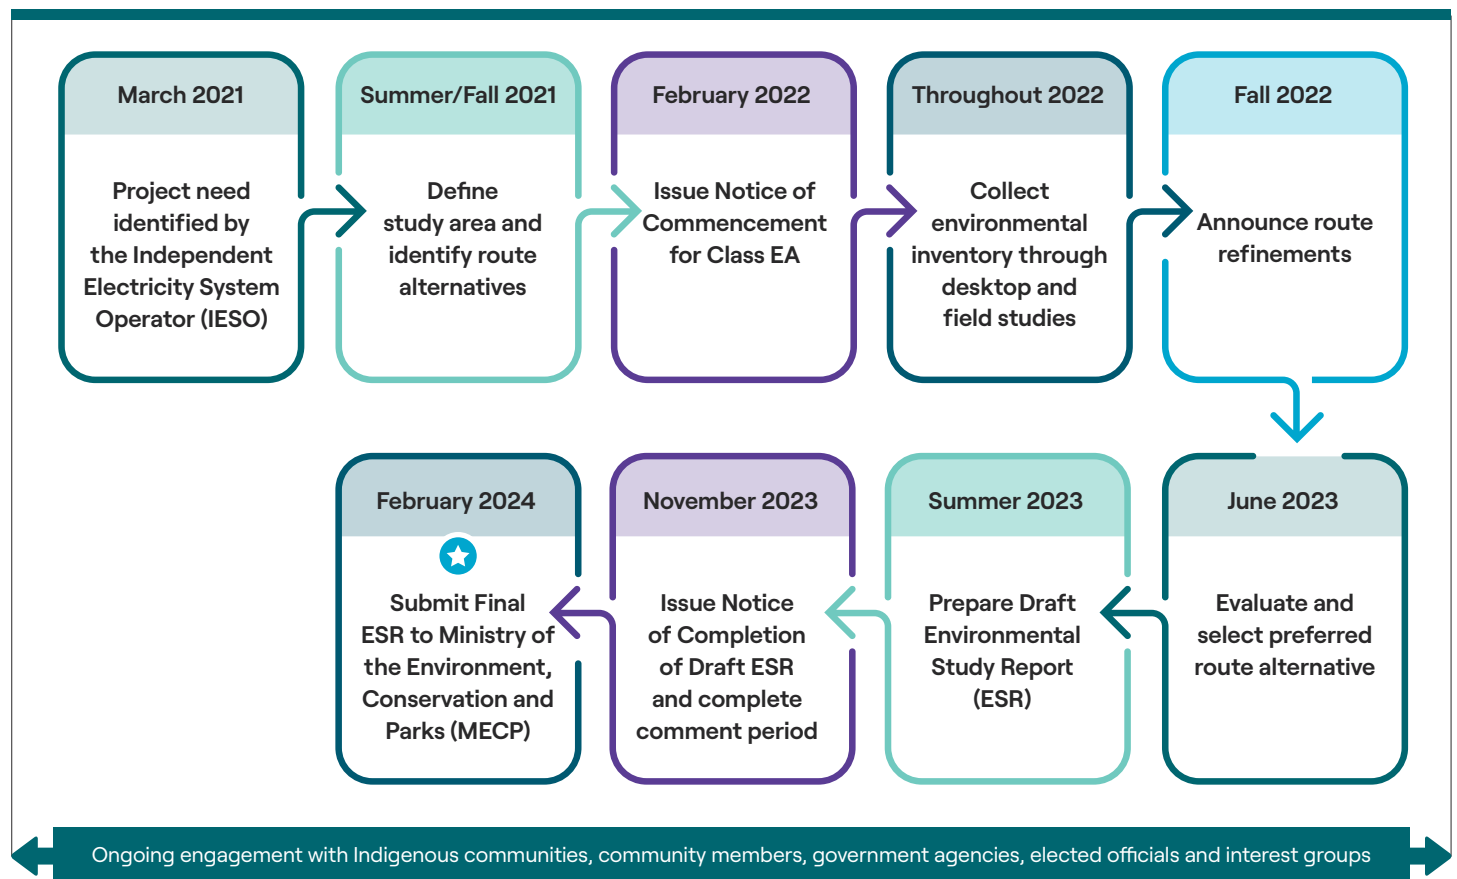 March 2021
Project need
identified by
the Independent
Electricity System
Operator (IESO)
Summer/Fall 2021
Define
study area and
identify route
alternatives
February 2022
Issue Notice of
Commencement
for Class EA
Throughout 2022
Collect
environmental
inventory through
desktop and
field studies
Fall 2022
Announce route
refinements
June 2023
Evaluate and
select preferred
route alternative
Summer 2023
Prepare Draft
Environmental
Study Report
(ESR)
November 2023
Issue Notice
of Completion
of Draft ESR
and complete
comment period
February 2024
Submit Final
ESR to Ministry of
the Environment,
Conservation and
Parks (MECP)
Ongoing engagement with Indigenous communities, community members, government agencies, elected officials and interest groups